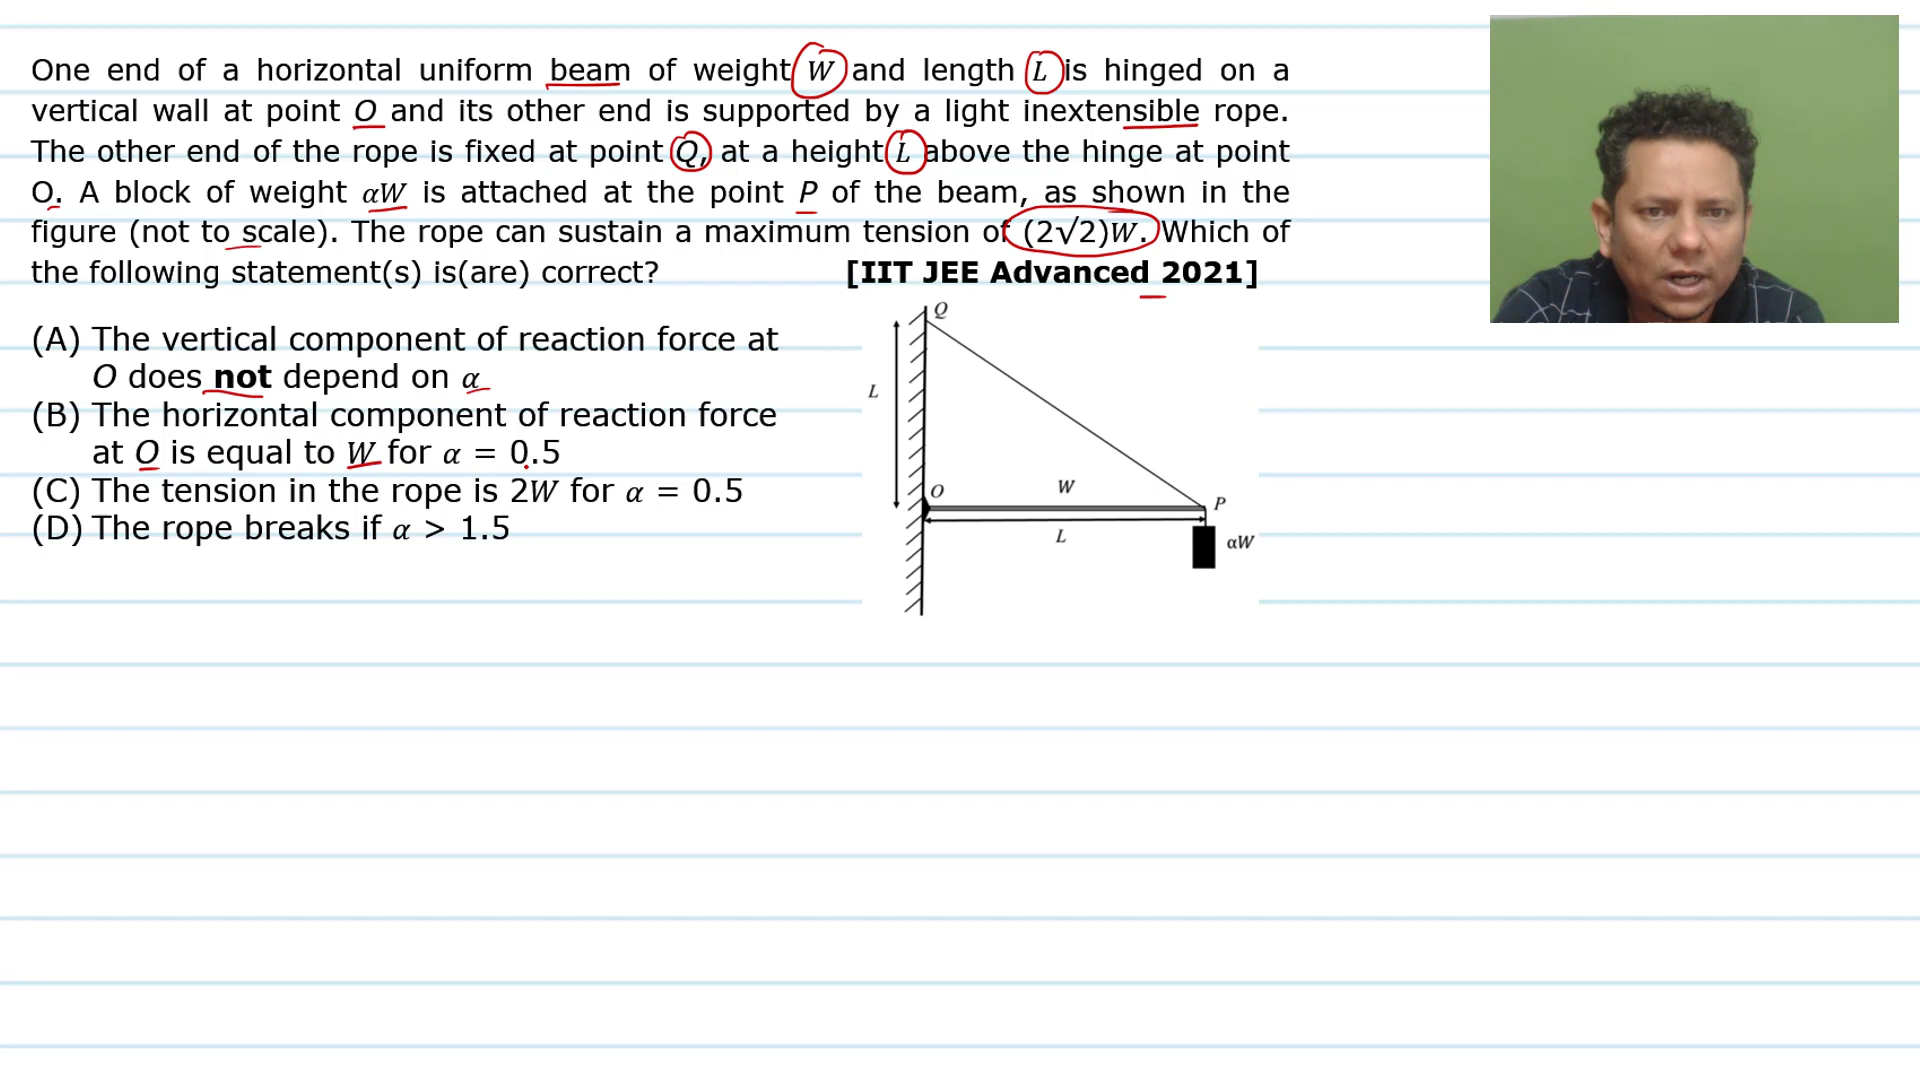 One end of a horizontal uniform beam of weight W and length L is hinged on a
vertical wall at point O and its other end is supported by a light inextensible rope.
The other end of the rope is fixed at point Q, at a height L above the hinge at point
O. A block of weight αW is attached at the point P of the beam, as shown in the
figure (not to scale). The rope can sustain a maximum tension of (2√2)W. Which of
the following statement(s) is(are) correct? [IIT JEE Advanced 2021]
(A) The vertical component of reaction force at
O does not depend on α
(B) The horizontal component of reaction force
at O is equal to W for α = 0.5
(C) The tension in the rope is 2W for α = 0.5
(D) The rope breaks if α > 1.5
Q
L
O
W
P
L
αW